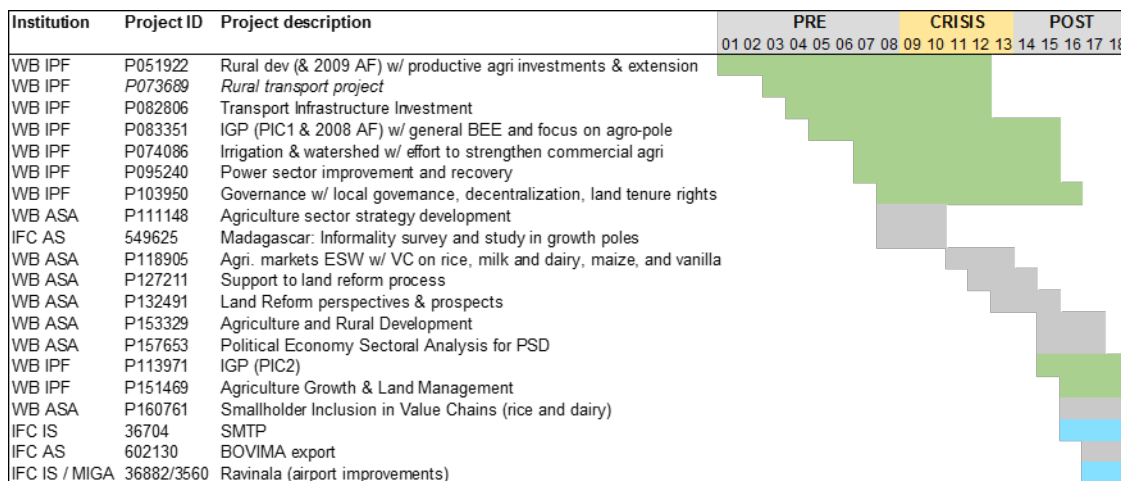 Institution Project ID Project description PRE CRISIS POST
01 02 03 04 05 06 07 08 09 10 11 12 13 14 15 16 17 18
WB IPF P051922 Rural dev (& 2009 AF) w/ productive agri investments & extension
WB IPF P073689 Rural transport project
WB IPF P082806 Transport Infrastructure Investment
WB IPF P083351 IGP (PIC1 & 2008 AF) w/ general BEE and focus on agro-pole
WB IPF P074086 Irrigation & watershed w/ effort to strengthen commercial agri
WB IPF P095240 Power sector improvement and recovery
WB IPF P103950 Governance w/ local governance, decentralization, land tenure rights
WB ASA P111148 Agriculture sector strategy development
IFC AS 549625 Madagascar: Informality survey and study in growth poles
WB ASA P118905 Agri. markets ESW w/ VC on rice, milk and dairy, maize, and vanilla
WB ASA P127211 Support to land reform process
WB ASA P132491 Land Reform perspectives & prospects
WB ASA P153329 Agriculture and Rural Development
WB ASA P157653 Political Economy Sectoral Analysis for PSD
WB IPF P113971 IGP (PIC2)
WB IPF P151469 Agriculture Growth & Land Management
WB ASA P160761 Smallholder Inclusion in Value Chains (rice and dairy)
IFC IS 36704 SMTP
IFC AS 602130 BOVIMA export
IFC IS / MIGA 36882/3560 Ravinala (airport improvements)